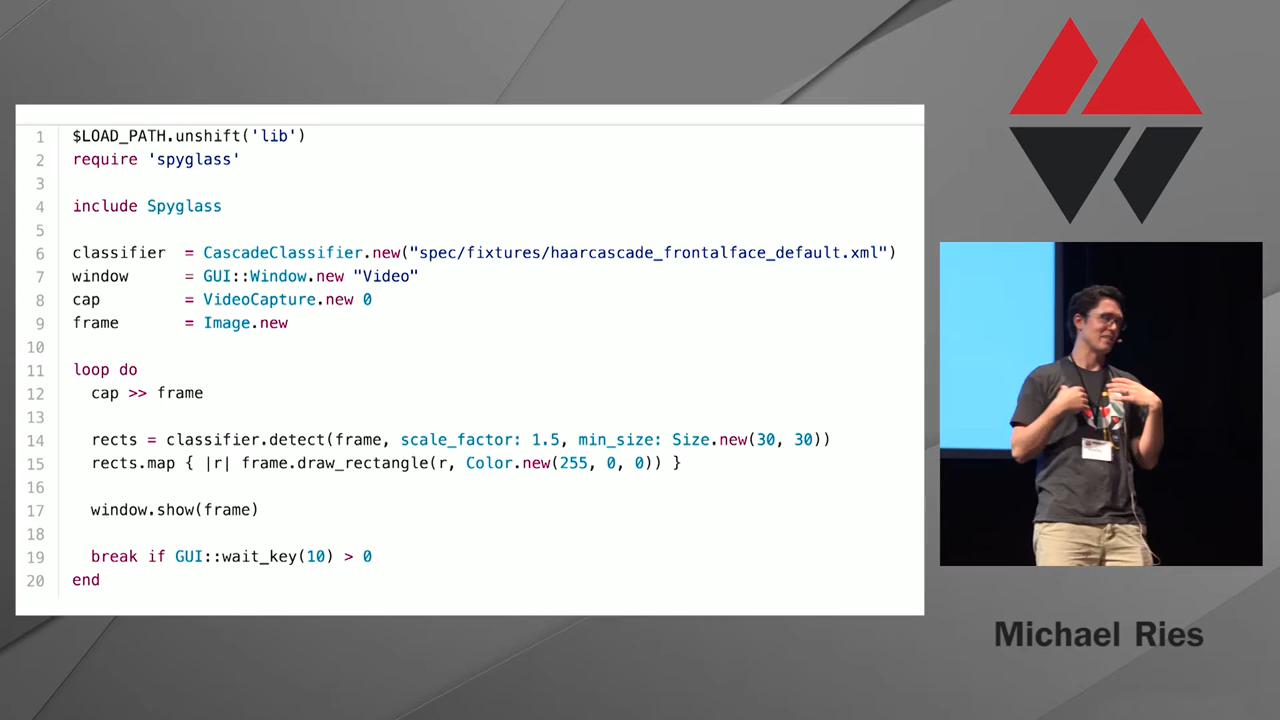 1 $LOAD_PATH.unshift('lib')
2 require 'spyglass'
3
4 include Spyglass
5
6 classifier  = CascadeClassifier.new("spec/fixtures/haarcascade_frontalface_default.xml")
7 window      = GUI::Window.new "Video"
8 cap         = VideoCapture.new 0
9 frame       = Image.new
10
11 loop do
12   cap >> frame
13
14   rects = classifier.detect(frame, scale_factor: 1.5, min_size: Size.new(30, 30))
15   rects.map { |r| frame.draw_rectangle(r, Color.new(255, 0, 0)) }
16
17   window.show(frame)
18
19   break if GUI::wait_key(10) > 0
20 end
Michael Ries